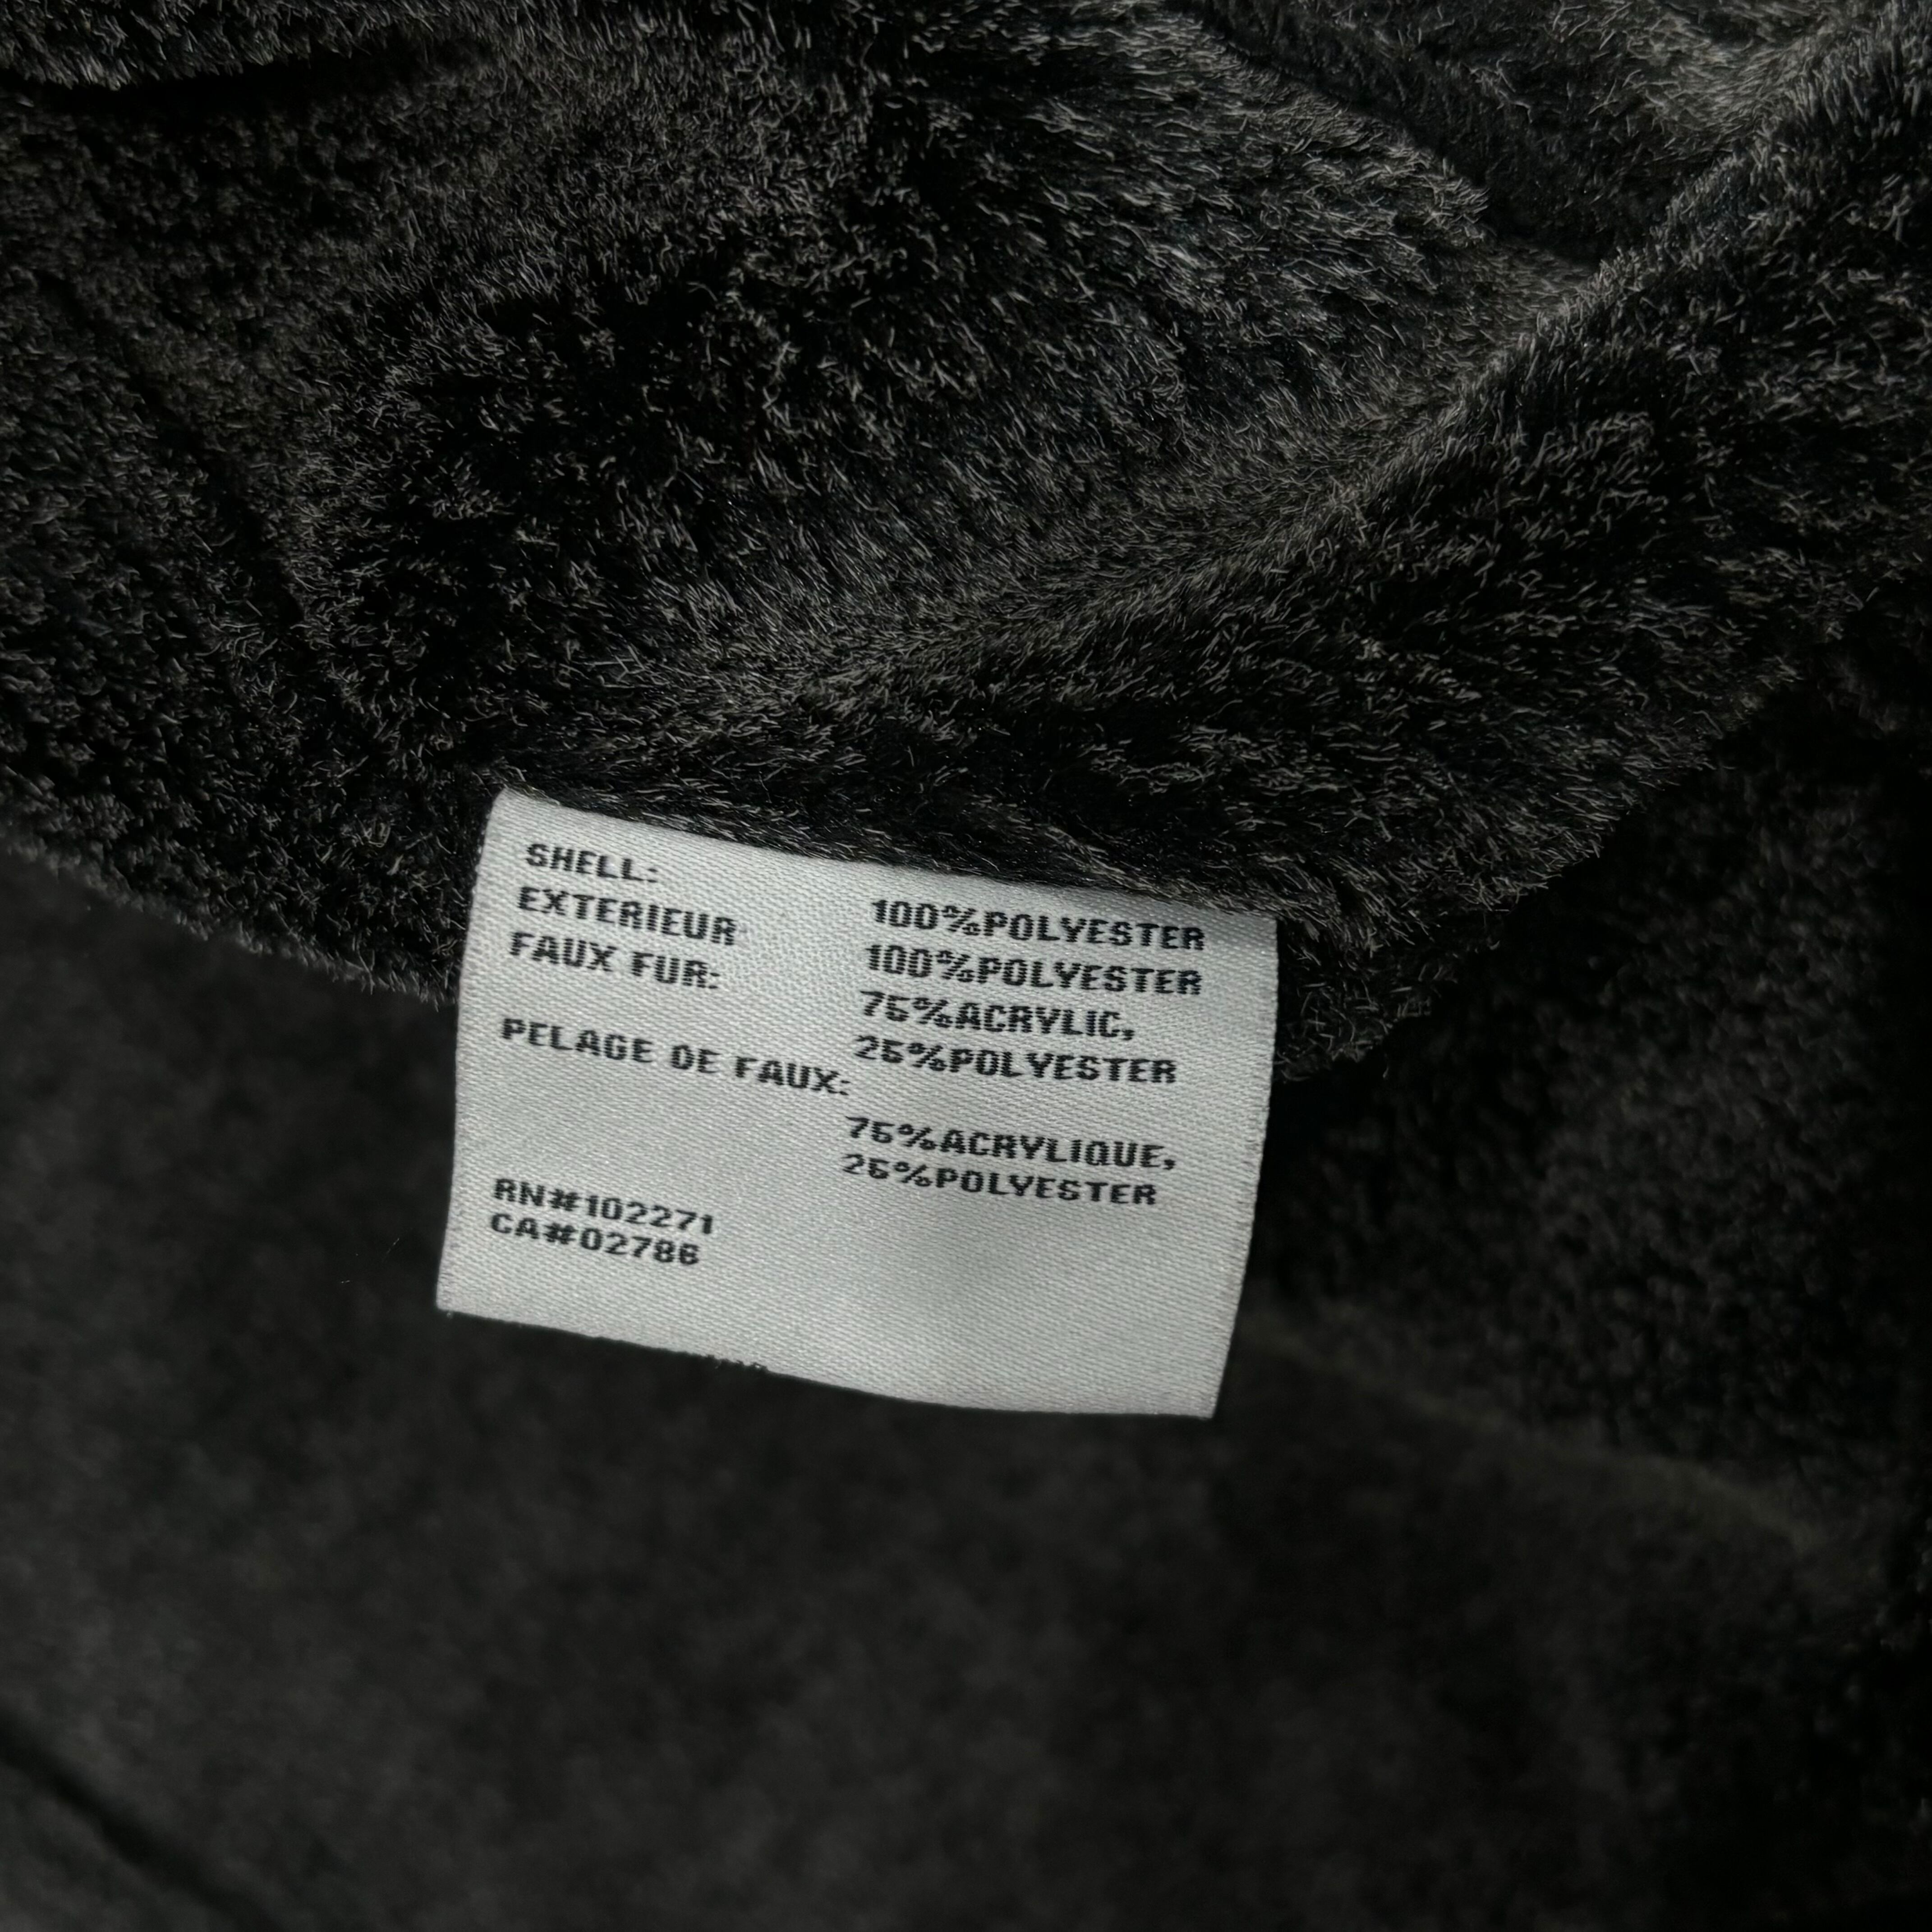 SHELL: 100%POLYESTER
EXTERIEUR 100%POLYESTER
FAUX FUR: 75%ACRYLIC,
25%POLYESTER
PELAGE DE FAUX:
75%ACRYLIQUE,
25%POLYESTER
RN#102271
CA#02786